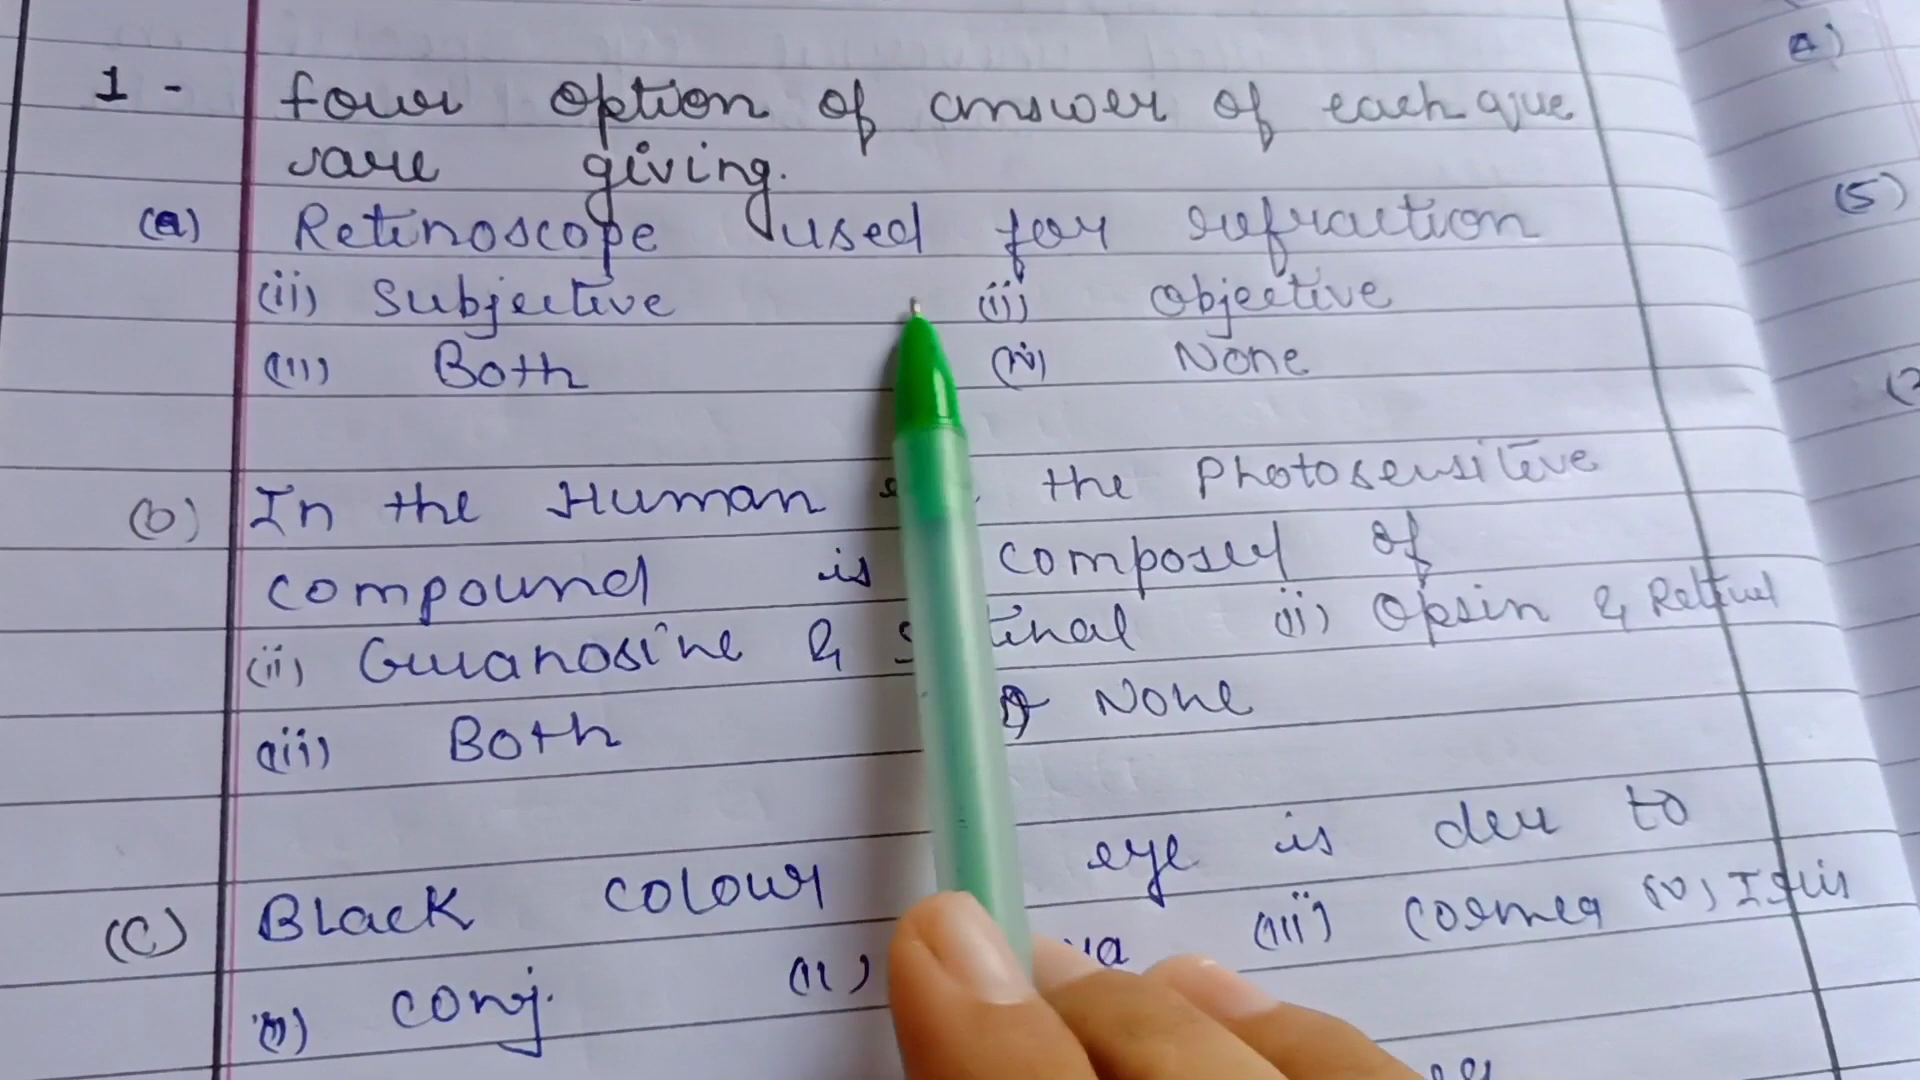 1 - four option of answer of each que
are giving.
(a) Retinoscope used for refraction
(ii) Subjective (ii) Objective
(iii) Both (iv) None
(b) In the Human the Photosensitive
compound is composed of
(ii) Guanosine & (ii) Opsin & Retinal
(iii) Both None
(C) Black colour eye is deu to
(i) conj. (ii) (iii) cornea (iv) Iris
4)
(5)